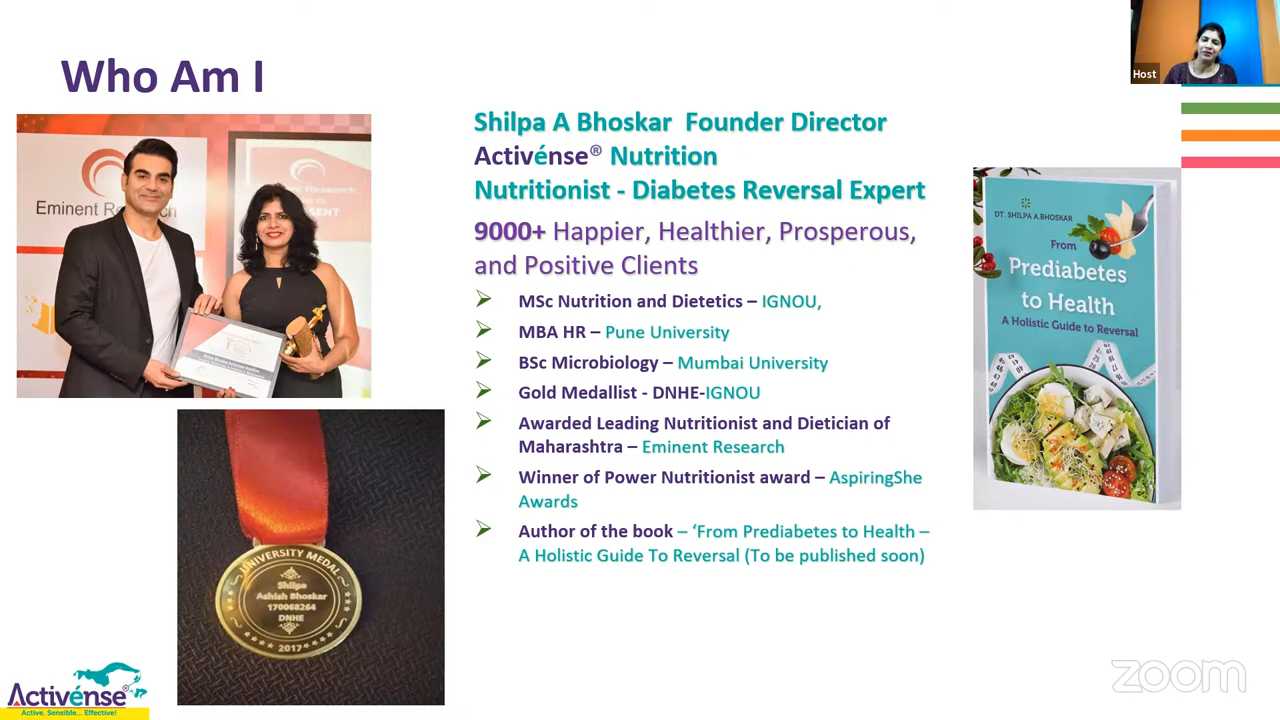 Who Am I
Host
Shilpa A Bhoskar Founder Director
Activénse® Nutrition
Nutritionist - Diabetes Reversal Expert
9000+ Happier, Healthier, Prosperous,
and Positive Clients
MSc Nutrition and Dietetics – IGNOU,
MBA HR – Pune University
BSc Microbiology – Mumbai University
Gold Medallist - DNHE-IGNOU
Awarded Leading Nutritionist and Dietician of
Maharashtra – Eminent Research
Winner of Power Nutritionist award – AspiringShe
Awards
Author of the book – ‘From Prediabetes to Health –
A Holistic Guide To Reversal (To be published soon)
Eminent R
Research
SENT
UNIVERSITY MEDAL
Shilpa
Ashish Bhoskar
170068264
DNHE
2017
DT. SHILPA A.BHOSKAR
From
Prediabetes
to Health
A Holistic Guide to Reversal
Activénse®
Active. Sensible... Effective!
zoom